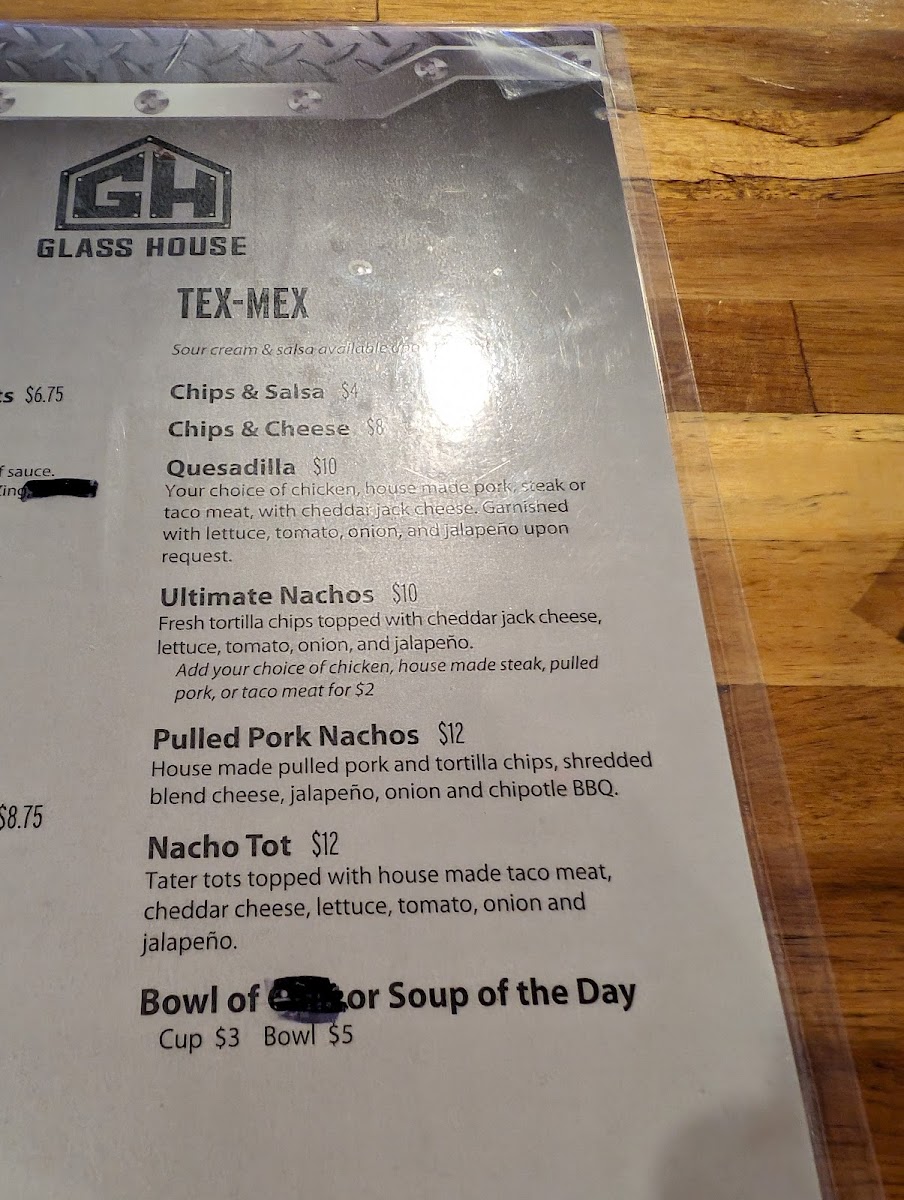 GH
GLASS HOUSE
TEX-MEX
Sour cream & salsa available
Chips & Salsa $4
Chips & Cheese $8
Quesadilla $10
Your choice of chicken, house made pork, steak or
taco meat, with cheddar jack cheese. Garnished
with lettuce, tomato, onion, and jalapeño upon
request.
Ultimate Nachos $10
Fresh tortilla chips topped with cheddar jack cheese,
lettuce, tomato, onion, and jalapeño.
Add your choice of chicken, house made steak, pulled
pork, or taco meat for $2
Pulled Pork Nachos $12
House made pulled pork and tortilla chips, shredded
blend cheese, jalapeño, onion and chipotle BBQ.
Nacho Tot $12
Tater tots topped with house made taco meat,
cheddar cheese, lettuce, tomato, onion and
jalapeño.
Bowl of or Soup of the Day
Cup $3 Bowl $5
$6.75
sauce.
$8.75